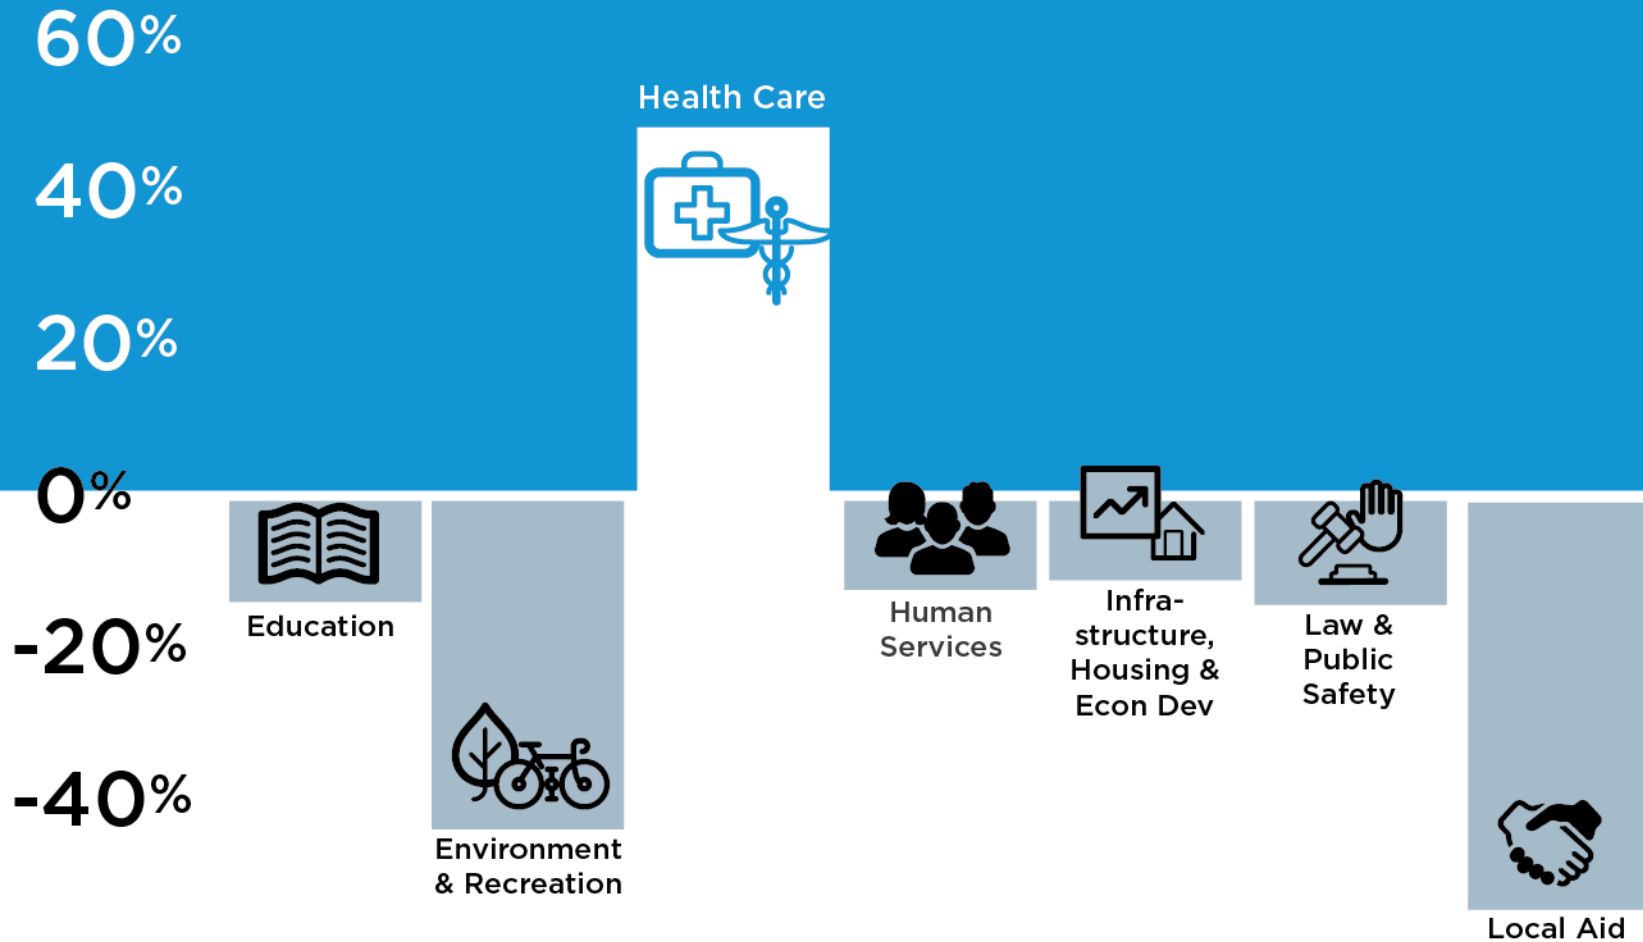 60%
Health Care
40%
20%
0%
Education
-20%
Human
Services
Infra-
structure,
Housing &
Econ Dev
Law &
Public
Safety
-40%
Environment
& Recreation
Local Aid